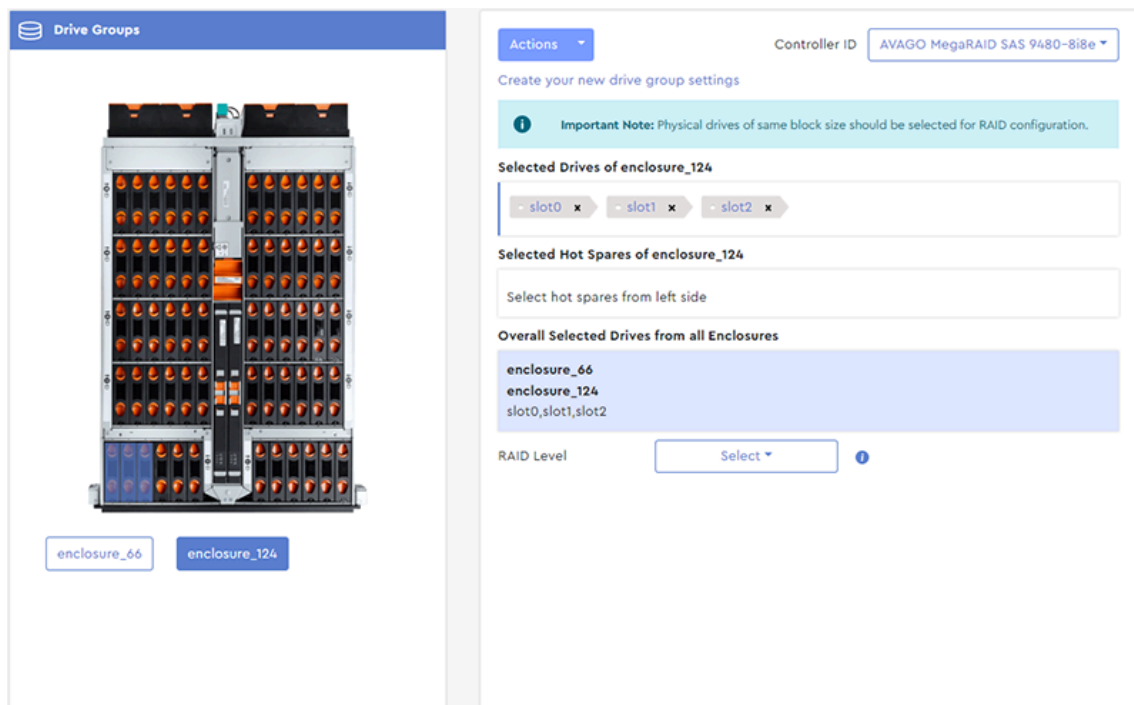 Drive Groups
enclosure_66
enclosure_124
Actions
Controller ID
AVAGO MegaRAID SAS 9480-8i8e
Create your new drive group settings
Important Note: Physical drives of same block size should be selected for RAID configuration.
Selected Drives of enclosure_124
- slot0 x - slot1 x - slot2 x
Selected Hot Spares of enclosure_124
Select hot spares from left side
Overall Selected Drives from all Enclosures
enclosure_66
enclosure_124
slot0,slot1,slot2
RAID Level
Select